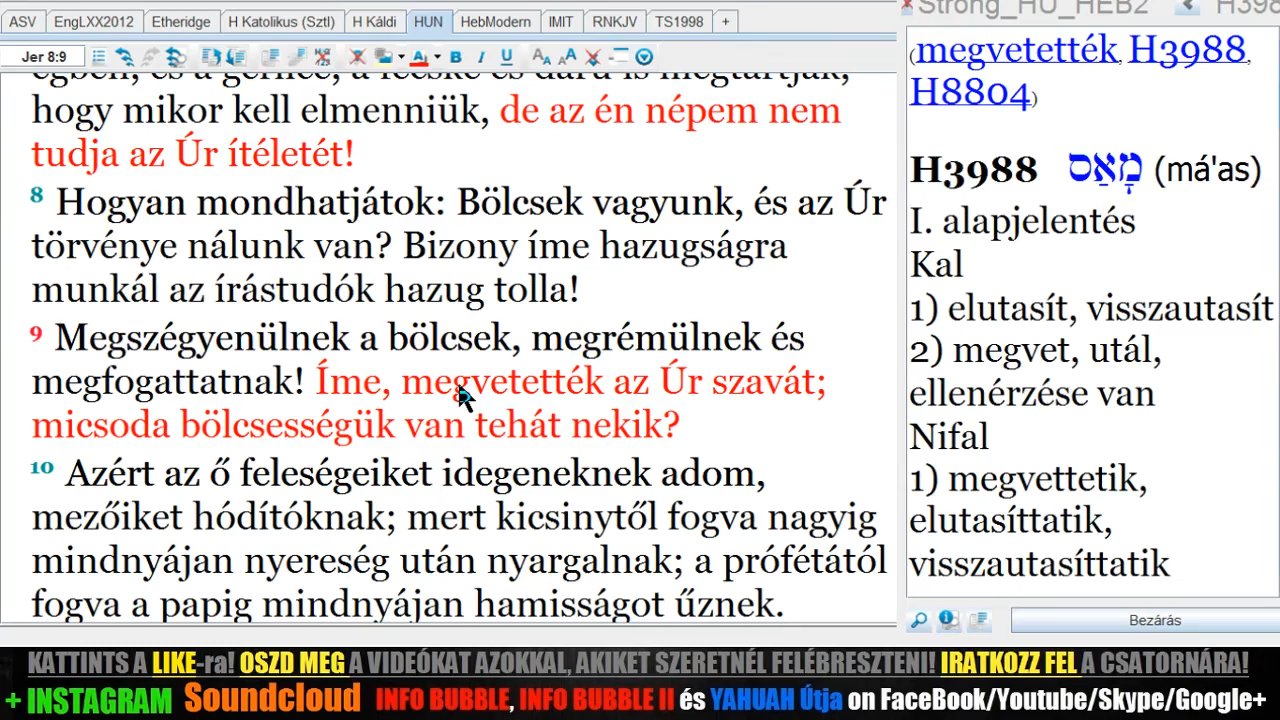 Strong_HU_HEB2
ASV EngLXX2012 Etheridge H Katolikus (Sztl) H Káldi HUN HebModern IMIT RNKJV TS1998 +
Jer 8:9
hogy mikor kell elmenniük, de az én népem nem
tudja az Úr ítéletét!
8 Hogyan mondhatjátok: Bölcsek vagyunk, és az Úr
törvénye nálunk van? Bizony íme hazugságra
munkál az írástudók hazug tolla!
9 Megszégyenülnek a bölcsek, megrémülnek és
megfogattatnak! Íme, megvetették az Úr szavát;
micsoda bölcsességük van tehát nekik?
10 Azért az ő feleségeiket idegeneknek adom,
mezőiket hódítóknak; mert kicsinytől fogva nagyig
mindnyájan nyereség után nyargalnak; a prófétától
fogva a papig mindnyájan hamisságot űznek.
(megvetették, H3988,
H8804)
H3988 מָאַס (má'as)
I. alapjelentés
Kal
1) elutasít, visszautasít
2) megvet, utál,
ellenérzése van
Nifal
1) megvettetik,
elutasíttatik,
visszautasíttatik
Bezárás
KATTINTS A LIKE-ra! OSZD MEG A VIDEÓKAT AZOKKAL, AKIKET SZERETNÉL FELÉBRESZTENI! IRATKOZZ FEL A CSATORNÁRA!
+ INSTAGRAM Soundcloud INFO BUBBLE, INFO BUBBLE II és YAHUAH Útja on FaceBook/Youtube/Skype/Google+